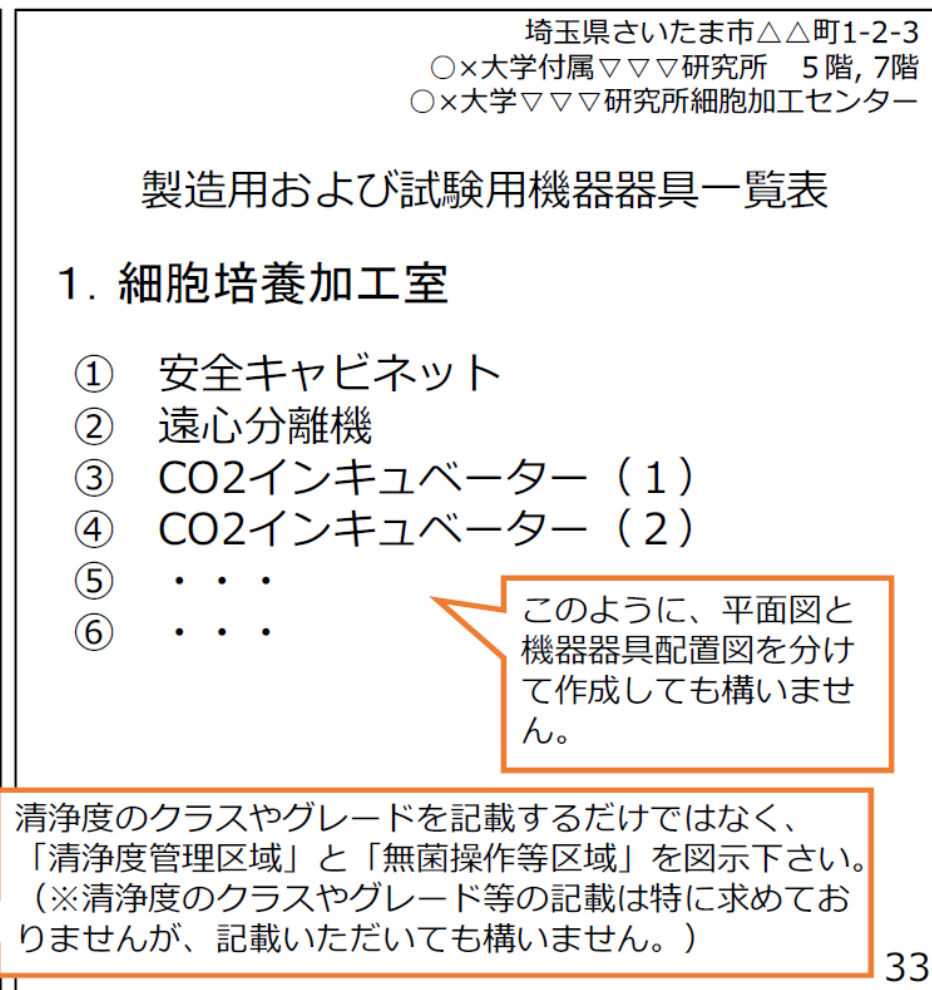 埼玉県さいたま市△△町1-2-3
○×大学付属▽▽▽研究所　５階, 7階
○×大学▽▽▽研究所細胞加工センター
製造用および試験用機器器具一覧表
１．細胞培養加工室
①　安全キャビネット
②　遠心分離機
③　CO2インキュベーター（１）
④　CO2インキュベーター（２）
⑤　・・・
⑥　・・・
このように、平面図と
機器器具配置図を分け
て作成しても構いませ
ん。
清浄度のクラスやグレードを記載するだけではなく、
「清浄度管理区域」と「無菌操作等区域」を図示下さい。
（※清浄度のクラスやグレード等の記載は特に求めてお
りませんが、記載いただいても構いません。）
33